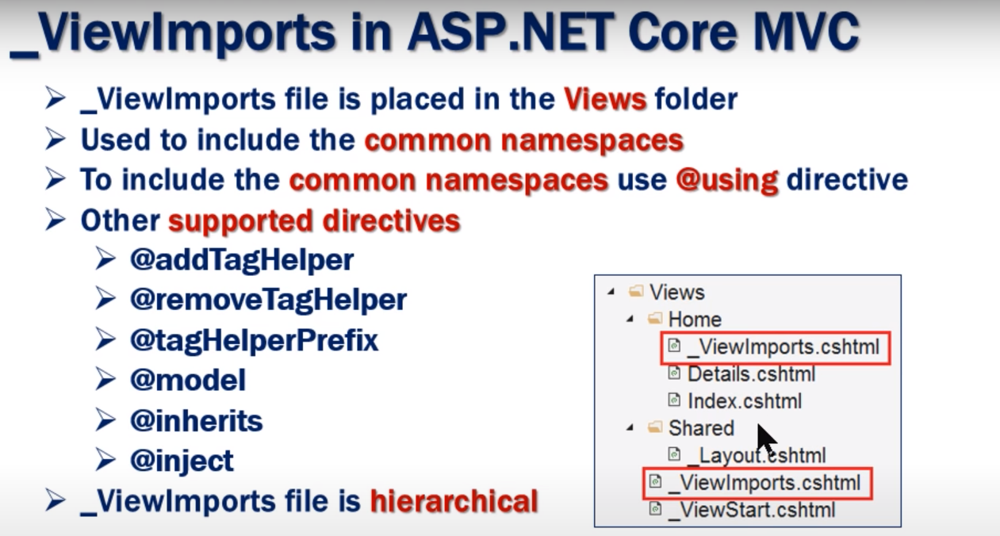 _ViewImports in ASP.NET Core MVC
_ViewImports file is placed in the Views folder
Used to include the common namespaces
To include the common namespaces use @using directive
Other supported directives
@addTagHelper
@removeTagHelper
@tagHelperPrefix
@model
@inherits
@inject
_ViewImports file is hierarchical
Views
Home
_ViewImports.cshtml
Details.cshtml
Index.cshtml
Shared
_Layout.cshtml
_ViewImports.cshtml
_ViewStart.cshtml